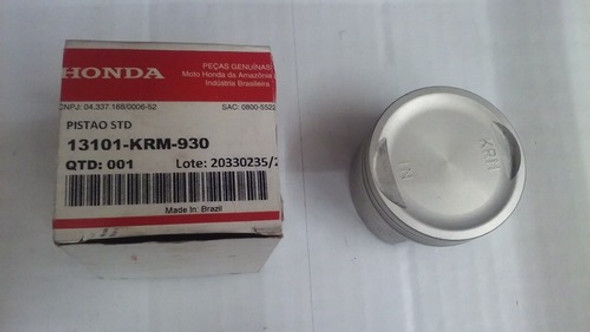 HONDA
PEÇAS GENUÍNAS
Moto Honda da Amazônia
Indústria Brasileira
CNPJ: 04.337.168/0006-52
SAC: 0800-5522
PISTAO STD
13101-KRM-930
QTD: 001
Lote: 20330235/2
Made in: Brazil
IN
KRM